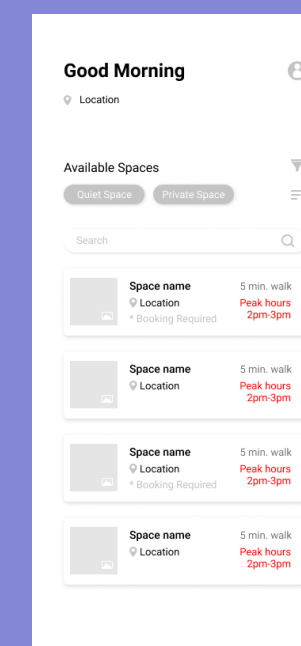 Good Morning
Location
Available Spaces
Quiet Space
Private Space
Search
Space name
5 min. walk
Location
Peak hours
* Booking Required
2pm-3pm
Space name
5 min. walk
Location
Peak hours
2pm-3pm
Space name
5 min. walk
Location
Peak hours
* Booking Required
2pm-3pm
Space name
5 min. walk
Location
Peak hours
2pm-3pm